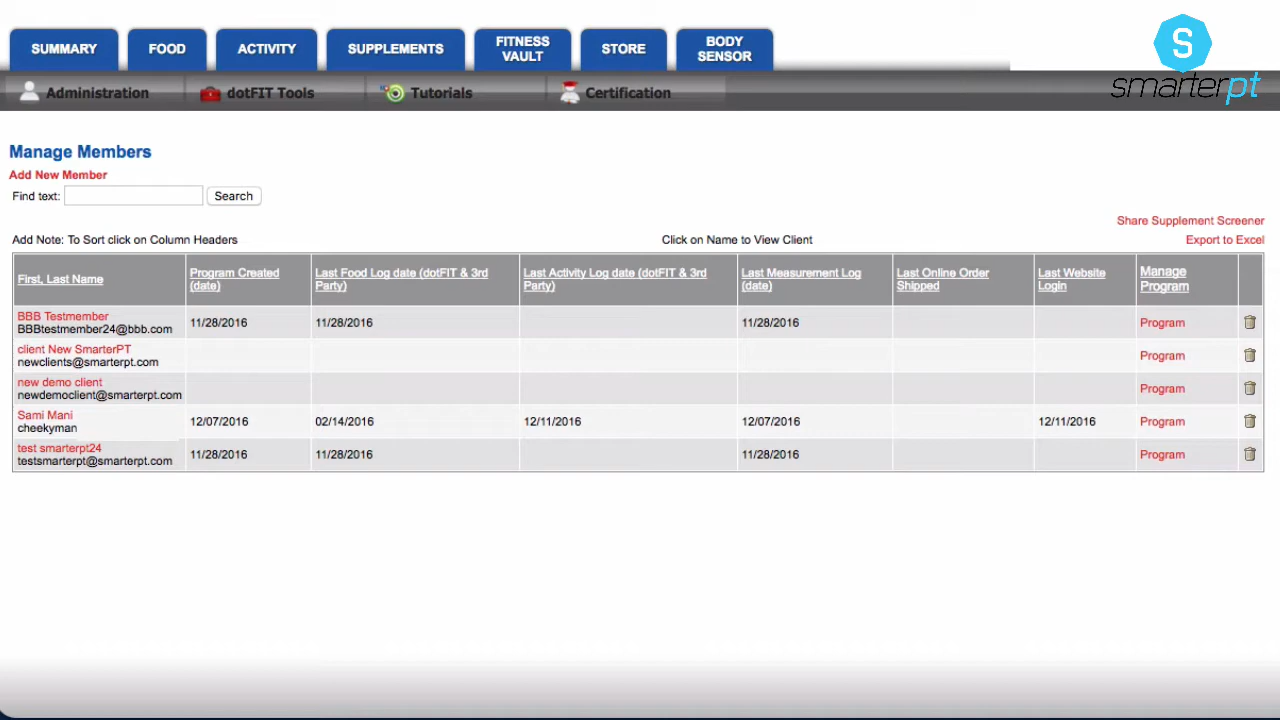 SUMMARY
FOOD
ACTIVITY
SUPPLEMENTS
FITNESS
VAULT
STORE
BODY
SENSOR
S
smarterpt
Administration
dotFIT Tools
Tutorials
Certification
Manage Members
Add New Member
Find text:
Search
Share Supplement Screener
Add Note: To Sort click on Column Headers
Click on Name to View Client
Export to Excel
First, Last Name
Program Created
(date)
Last Food Log date (dotFIT & 3rd
Party)
Last Activity Log date (dotFIT & 3rd
Party)
Last Measurement Log
(date)
Last Online Order
Shipped
Last Website
Login
Manage
Program
BBB Testmember
BBBtestmember24@bbb.com
11/28/2016
11/28/2016
11/28/2016
Program
client New SmarterPT
newclients@smarterpt.com
Program
new demo client
newdemoclient@smarterpt.com
Program
Sami Mani
cheekyman
12/07/2016
02/14/2016
12/11/2016
12/07/2016
12/11/2016
Program
test smarterpt24
testsmarterpt@smarterpt.com
11/28/2016
11/28/2016
11/28/2016
Program